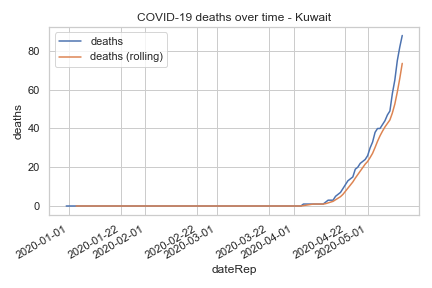 COVID-19 deaths over time - Kuwait
deaths
deaths (rolling)
deaths
80
60
40
20
0
2020-01-01
2020-01-22
2020-02-01
2020-02-22
2020-03-01
2020-03-22
2020-04-01
2020-04-22
2020-05-01
dateRep